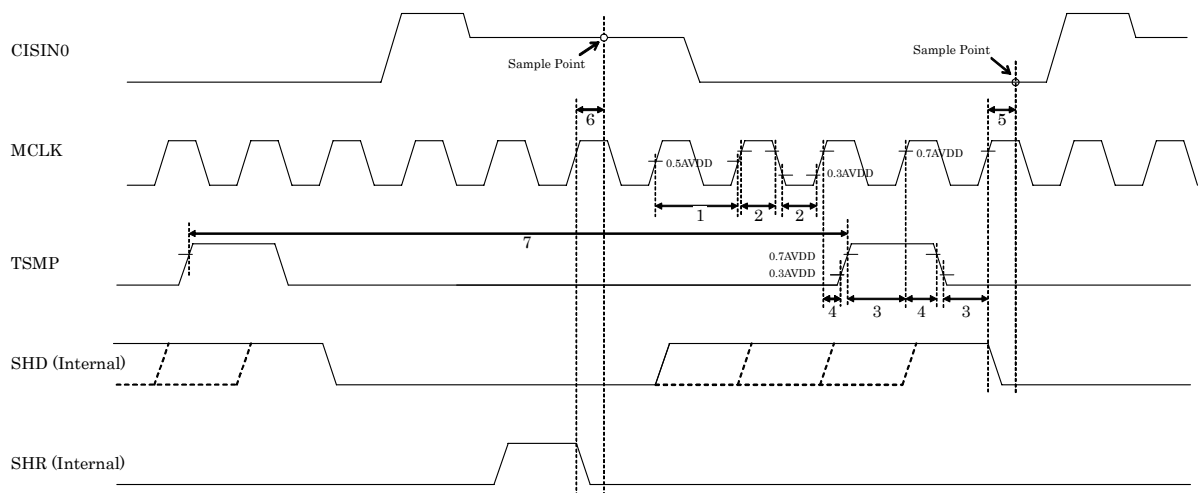 CISIN0
Sample Point
Sample Point
6
5
MCLK
0.5AVDD
0.7AVDD
0.3AVDD
1
2
2
7
TSMP
0.7AVDD
0.3AVDD
4
3
4
3
SHD (Internal)
SHR (Internal)